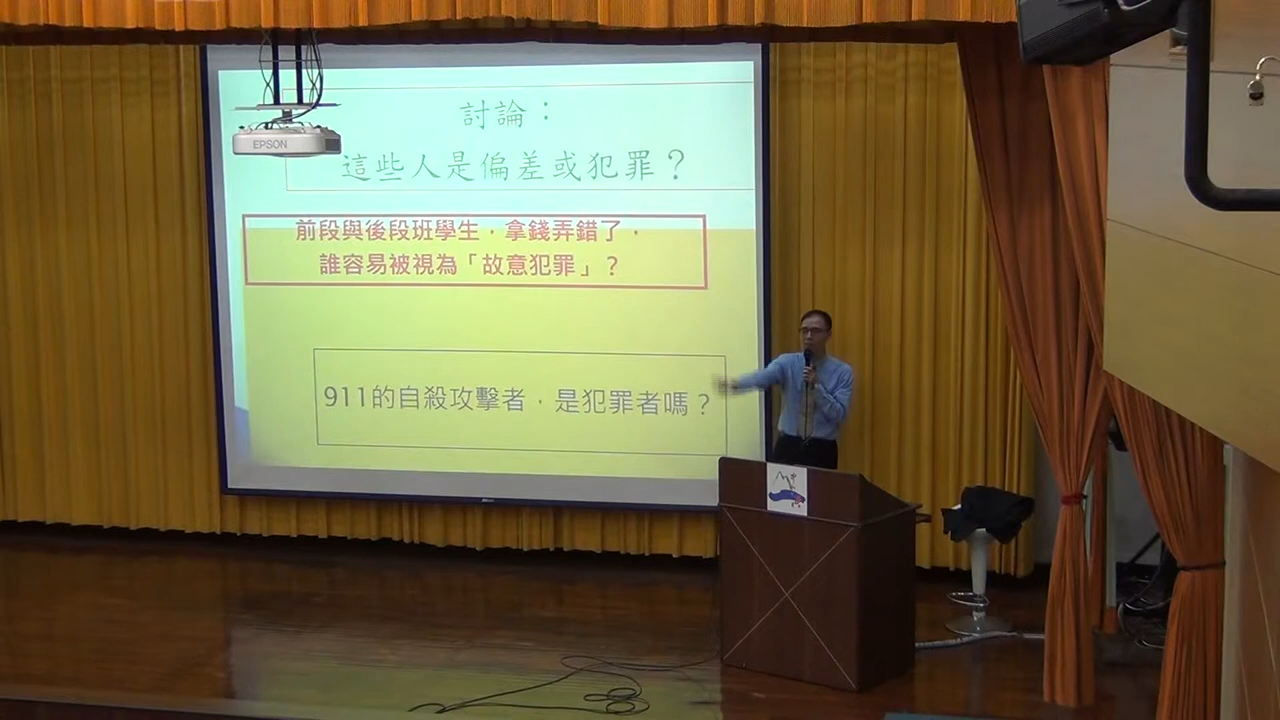 討論：
這些人是偏差或犯罪？
EPSON
前段與後段班學生，拿錢弄錯了，
誰容易被視為「故意犯罪」？
911的自殺攻擊者，是犯罪者嗎？